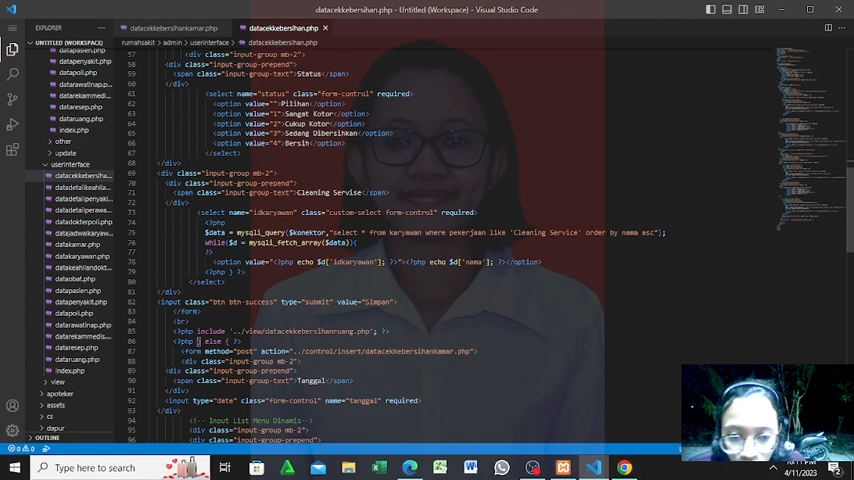 datacekkebersihan.php - Untitled (Workspace) - Visual Studio Code
EXPLORER
datacekkebersihankamar.php
datacekkebersihan.php
UNTITLED (WORKSPACE)
rumahsakit > admin > userinterface > datacekkebersihan.php
datapasien.php
datapenyakit.php
datapoli.php
datarawatinap.p...
datarekammedi...
dataresep.php
dataruang.php
index.php
other
update
userinterface
datacekkebersiha...
datadetailkeahila...
datadetailpenyaki...
datadetailperawa...
datadokterpoli.php
datajadwalkaryaw...
datakamar.php
datakaryawan.php
datakeahlandokt...
dataobat.php
datapasien.php
datapenyakit.php
datapoli.php
datarawatinap.php
datarekammedis...
dataresep.php
dataruang.php
index.php
view
apoteker
assets
cs
dapur
OUTLINE
57 <div class="input-group mb-2">
58 <div class="input-group-prepend">
59 <span class="input-group-text">Status</span>
60 </div>
61 <select name="status" class="form-control" required>
62 <option value="">Pilihan</option>
63 <option value="1">Sangat Kotor</option>
64 <option value="2">Cukup Kotor</option>
65 <option value="3">Sedang Dibersihkan</option>
66 <option value="4">Bersih</option>
67 </select>
68 </div>
69 <div class="input-group mb-2">
70 <div class="input-group-prepend">
71 <span class="input-group-text">Cleaning Servise</span>
72 </div>
73 <select name="idkaryawan" class="custom-select form-control" required>
74 <?php
75 $data = mysqli_query($konektor,"select * from karyawan where pekerjaan like 'Cleaning Service' order by nama asc");
76 while($d = mysqli_fetch_array($data)){
77 ?>
78 <option value="<?php echo $d['idkaryawan']; ?>"><?php echo $d['nama']; ?></option>
79 <?php } ?>
80 </select>
81 </div>
82 <input class="btn btn-success" type="submit" value="Simpan">
83 </form>
84 <br>
85 <?php include '../view/datacekkebersihanruang.php'; ?>
86 <?php } else { ?>
87 <form method="post" action="../control/insert/datacekkebersihankamar.php">
88 <div class="input-group mb-2">
89 <div class="input-group-prepend">
90 <span class="input-group-text">Tanggal</span>
91 </div>
92 <input type="date" class="form-control" name="tanggal" required>
93 </div>
94 <!-- Input List Menu Dinamis-->
95 <div class="input-group mb-2">
96 <div class="input-group-prepend">
0 0
Type here to search
10:11 PM
4/11/2023